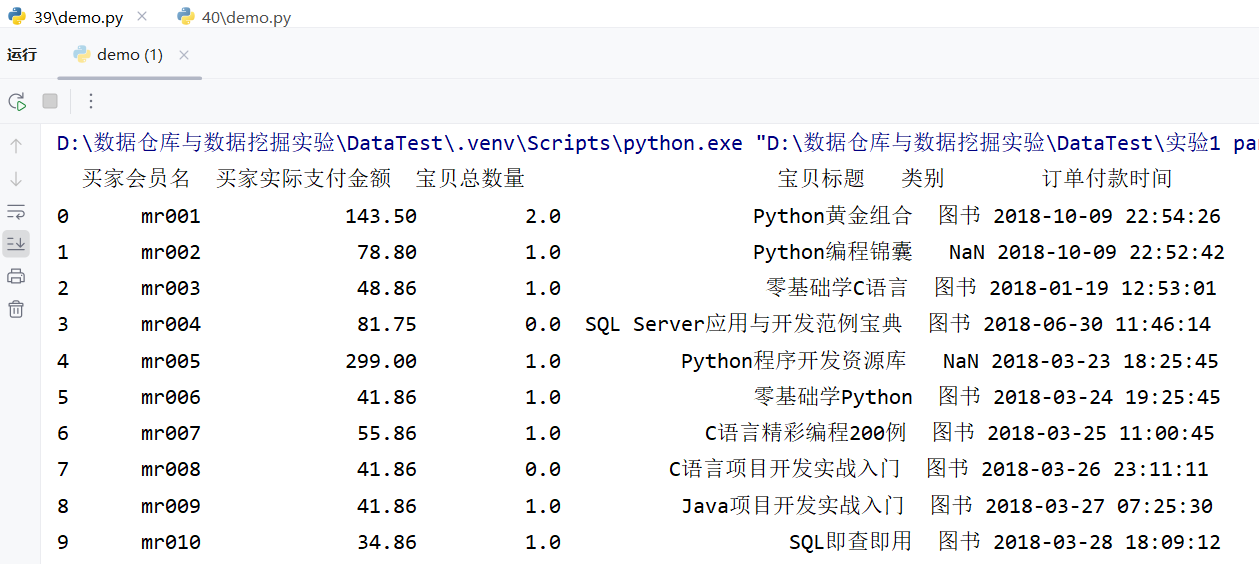 39\demo.py 40\demo.py
运行 demo (1)
D:\数据仓库与数据挖掘实验\DataTest\.venv\Scripts\python.exe "D:\数据仓库与数据挖掘实验\DataTest\实验1 pa
买家会员名 买家实际支付金额 宝贝总数量 宝贝标题 类别 订单付款时间
0 mr001 143.50 2.0 Python黄金组合 图书 2018-10-09 22:54:26
1 mr002 78.80 1.0 Python编程锦囊 NaN 2018-10-09 22:52:42
2 mr003 48.86 1.0 零基础学C语言 图书 2018-01-19 12:53:01
3 mr004 81.75 0.0 SQL Server应用与开发范例宝典 图书 2018-06-30 11:46:14
4 mr005 299.00 1.0 Python程序开发资源库 NaN 2018-03-23 18:25:45
5 mr006 41.86 1.0 零基础学Python 图书 2018-03-24 19:25:45
6 mr007 55.86 1.0 C语言精彩编程200例 图书 2018-03-25 11:00:45
7 mr008 41.86 0.0 C语言项目开发实战入门 图书 2018-03-26 23:11:11
8 mr009 41.86 1.0 Java项目开发实战入门 图书 2018-03-27 07:25:30
9 mr010 34.86 1.0 SQL即查即用 图书 2018-03-28 18:09:12